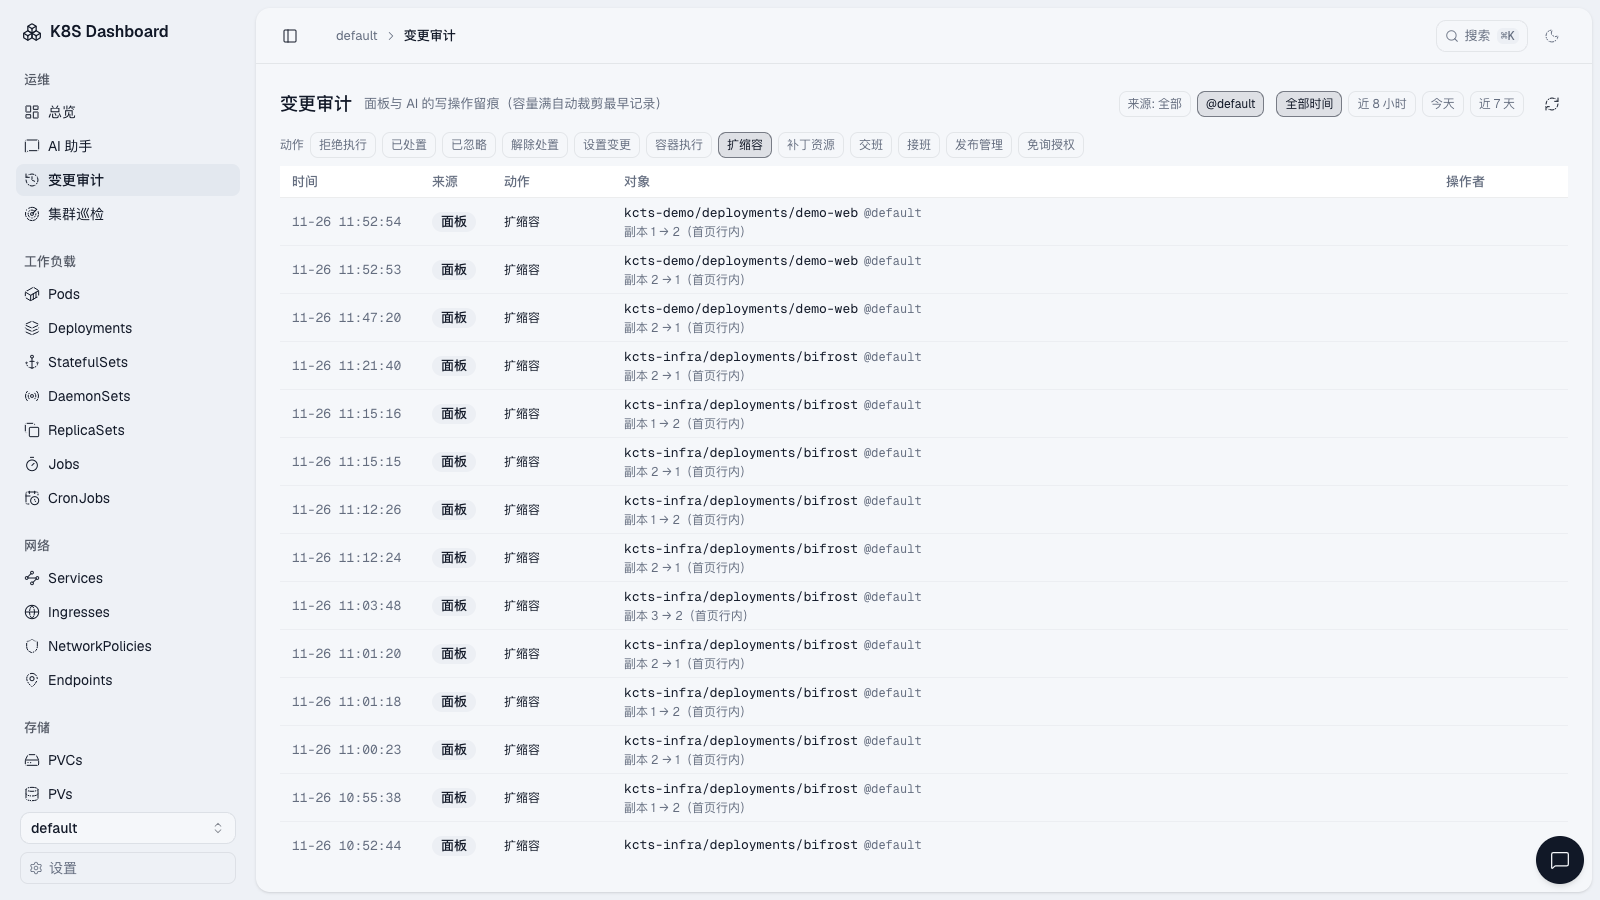 K8S Dashboard
运维
总览
AI 助手
变更审计
集群巡检
工作负载
Pods
Deployments
StatefulSets
DaemonSets
ReplicaSets
Jobs
CronJobs
网络
Services
Ingresses
NetworkPolicies
Endpoints
存储
PVCs
PVs
default
设置
default > 变更审计
搜索 ⌘K
变更审计 面板与 AI 的写操作留痕（容量满自动裁剪最早记录）
来源: 全部 @default 全部时间 近 8 小时 今天 近 7 天
动作 拒绝执行 已处置 已忽略 解除处置 设置变更 容器执行 扩缩容 补丁资源 交班 接班 发布管理 免询授权
时间 来源 动作 对象 操作者
11-26 11:52:54 面板 扩缩容 kcts-demo/deployments/demo-web @default
副本 1 → 2（首页行内）
11-26 11:52:53 面板 扩缩容 kcts-demo/deployments/demo-web @default
副本 2 → 1（首页行内）
11-26 11:47:20 面板 扩缩容 kcts-demo/deployments/demo-web @default
副本 2 → 1（首页行内）
11-26 11:21:40 面板 扩缩容 kcts-infra/deployments/bifrost @default
副本 2 → 1（首页行内）
11-26 11:15:16 面板 扩缩容 kcts-infra/deployments/bifrost @default
副本 1 → 2（首页行内）
11-26 11:15:15 面板 扩缩容 kcts-infra/deployments/bifrost @default
副本 2 → 1（首页行内）
11-26 11:12:26 面板 扩缩容 kcts-infra/deployments/bifrost @default
副本 1 → 2（首页行内）
11-26 11:12:24 面板 扩缩容 kcts-infra/deployments/bifrost @default
副本 2 → 1（首页行内）
11-26 11:03:48 面板 扩缩容 kcts-infra/deployments/bifrost @default
副本 3 → 2（首页行内）
11-26 11:01:20 面板 扩缩容 kcts-infra/deployments/bifrost @default
副本 2 → 1（首页行内）
11-26 11:01:18 面板 扩缩容 kcts-infra/deployments/bifrost @default
副本 1 → 2（首页行内）
11-26 11:00:23 面板 扩缩容 kcts-infra/deployments/bifrost @default
副本 2 → 1（首页行内）
11-26 10:55:38 面板 扩缩容 kcts-infra/deployments/bifrost @default
副本 1 → 2（首页行内）
11-26 10:52:44 面板 扩缩容 kcts-infra/deployments/bifrost @default